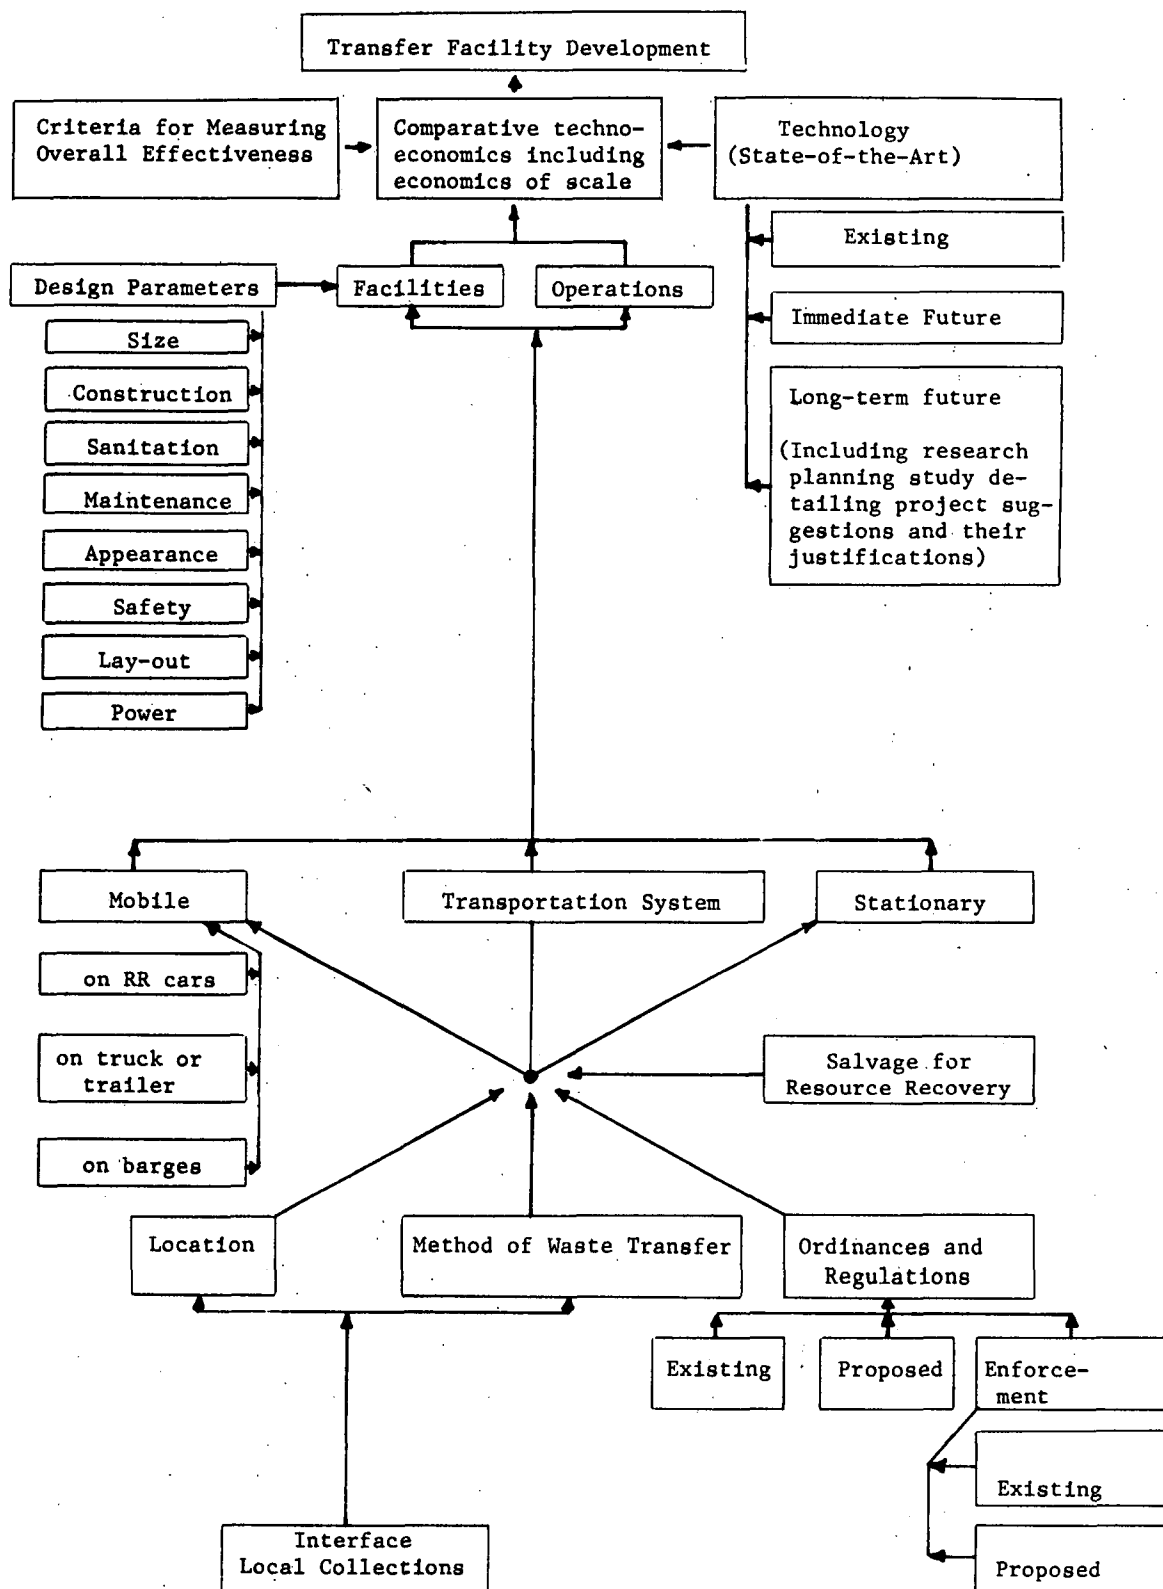 Transfer Facility Development
Criteria for Measuring
Overall Effectiveness
Comparative techno-
economics including
economics of scale
Technology
(State-of-the-Art)
Existing
Immediate Future
Long-term future
(Including research
planning study de-
tailing project sug-
gestions and their
justifications)
Design Parameters
Facilities
Operations
Size
Construction
Sanitation
Maintenance
Appearance
Safety
Lay-out
Power
Mobile
Transportation System
Stationary
on RR cars
on truck or
trailer
on barges
Salvage for
Resource Recovery
Location
Method of Waste Transfer
Ordinances and
Regulations
Existing
Proposed
Enforce-
ment
Existing
Proposed
Interface
Local Collections